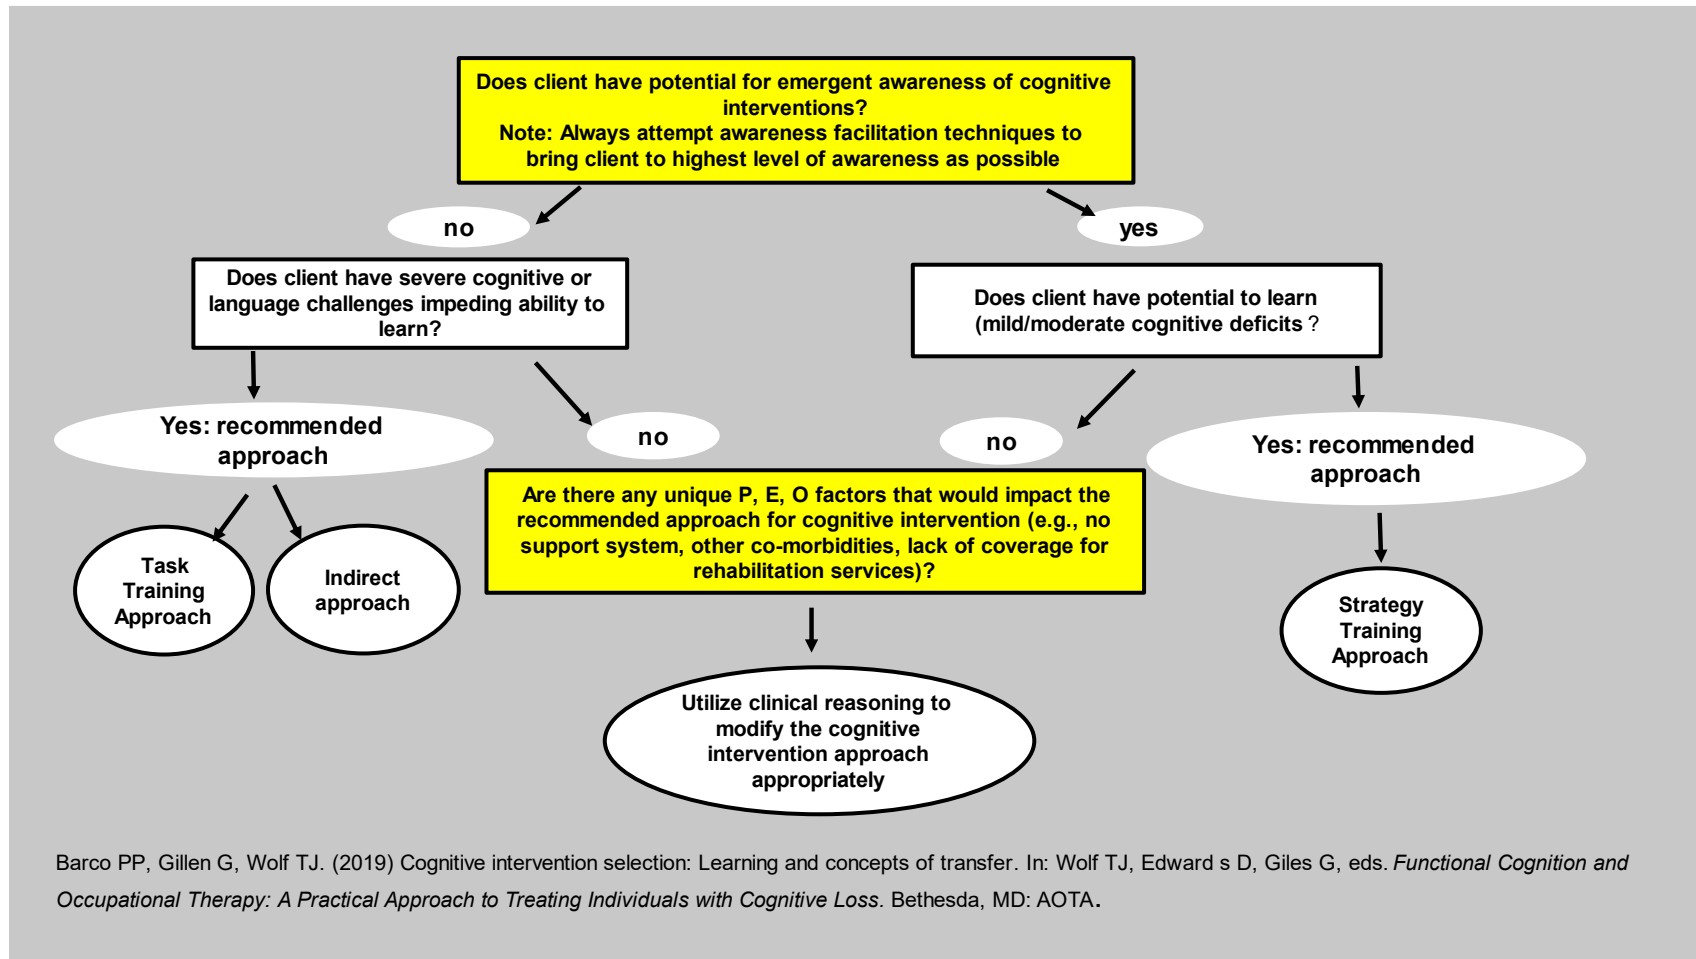 Does client have potential for emergent awareness of cognitive
interventions?
Note: Always attempt awareness facilitation techniques to
bring client to highest level of awareness as possible
no
yes
Does client have severe cognitive or
language challenges impeding ability to
learn?
Does client have potential to learn
(mild/moderate cognitive deficits ?
Yes: recommended
approach
no
no
Yes: recommended
approach
Are there any unique P, E, O factors that would impact the
recommended approach for cognitive intervention (e.g., no
support system, other co-morbidities, lack of coverage for
rehabilitation services)?
Task
Training
Approach
Indirect
approach
Strategy
Training
Approach
Utilize clinical reasoning to
modify the cognitive
intervention approach
appropriately
Barco PP, Gillen G, Wolf TJ. (2019) Cognitive intervention selection: Learning and concepts of transfer. In: Wolf TJ, Edward s D, Giles G, eds. Functional Cognition and
Occupational Therapy: A Practical Approach to Treating Individuals with Cognitive Loss. Bethesda, MD: AOTA.